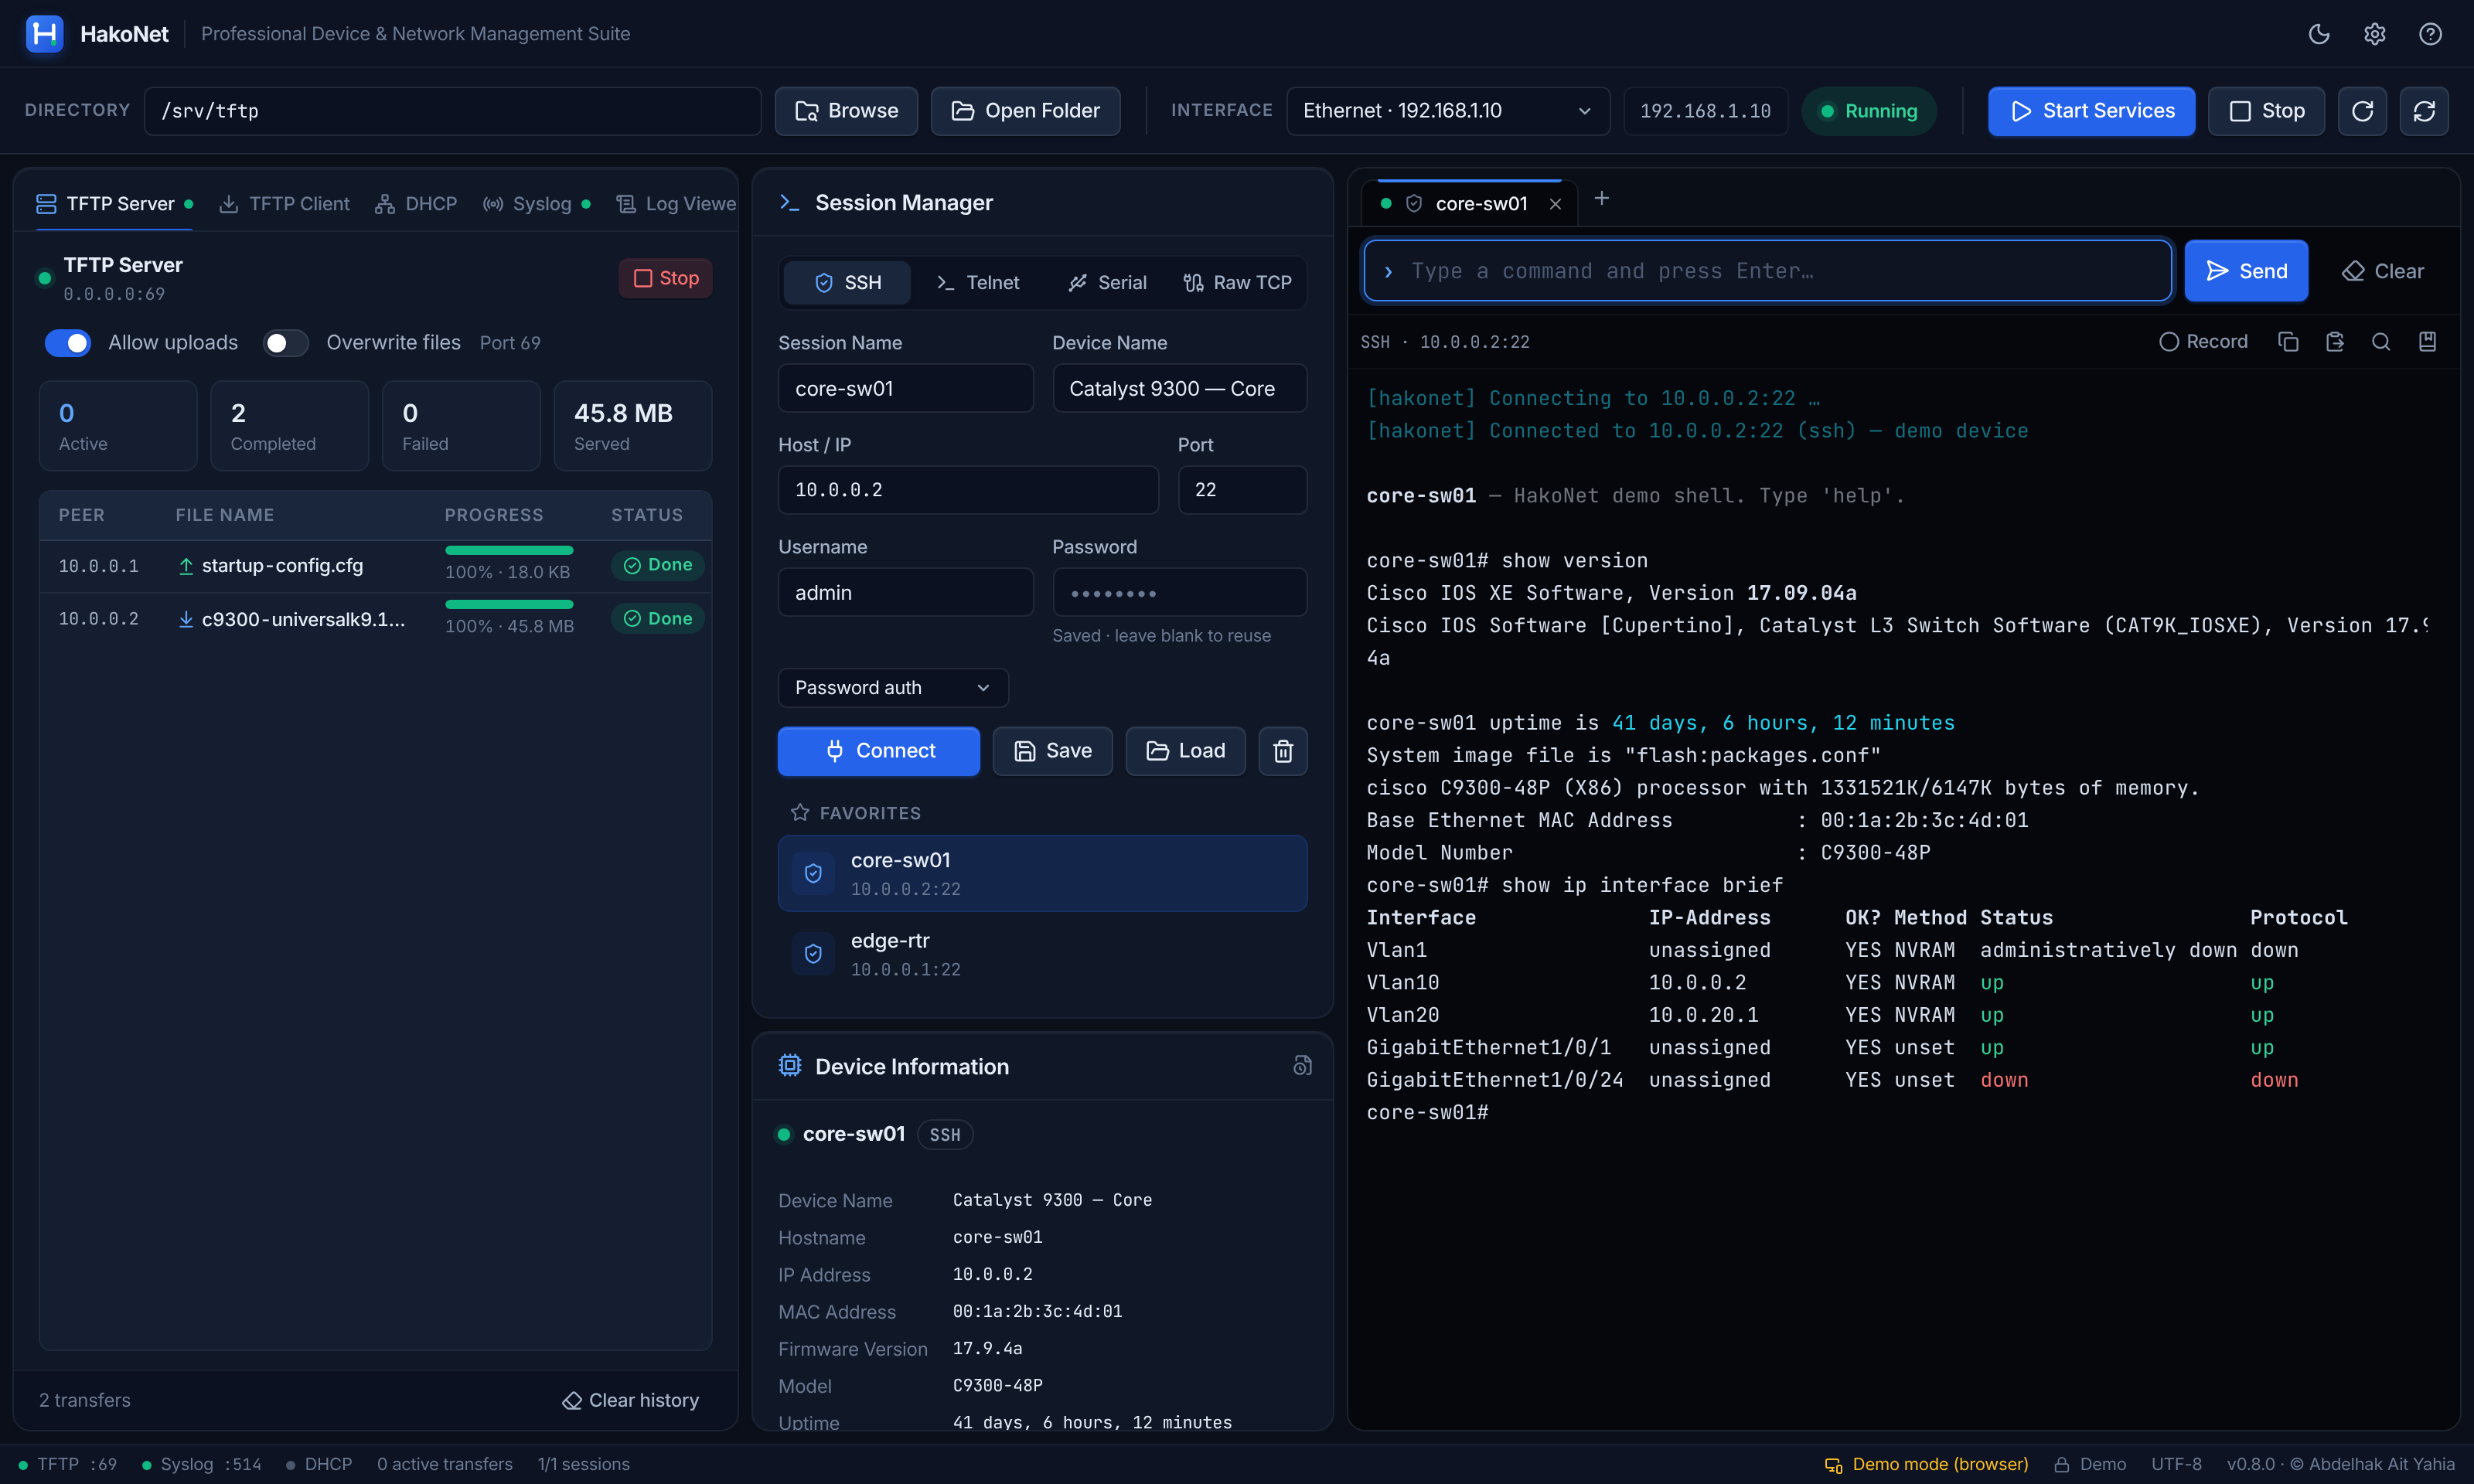 HakoNet
Professional Device & Network Management Suite
DIRECTORY
/srv/tftp
Browse
Open Folder
INTERFACE
Ethernet · 192.168.1.10
192.168.1.10
Running
Start Services
Stop
TFTP Server
TFTP Client
DHCP
Syslog
Log Viewe
TFTP Server
0.0.0.0:69
Stop
Allow uploads
Overwrite files
Port 69
0
Active
2
Completed
0
Failed
45.8 MB
Served
PEER FILE NAME PROGRESS STATUS
10.0.0.1 startup-config.cfg 100% · 18.0 KB Done
10.0.0.2 c9300-universalk9.1... 100% · 45.8 MB Done
2 transfers
Clear history
Session Manager
SSH
Telnet
Serial
Raw TCP
Session Name
core-sw01
Device Name
Catalyst 9300 — Core
Host / IP
10.0.0.2
Port
22
Username
admin
Password
••••••••
Saved · leave blank to reuse
Password auth
Connect
Save
Load
FAVORITES
core-sw01
10.0.0.2:22
edge-rtr
10.0.0.1:22
Device Information
core-sw01 SSH
Device Name Catalyst 9300 — Core
Hostname core-sw01
IP Address 10.0.0.2
MAC Address 00:1a:2b:3c:4d:01
Firmware Version 17.9.4a
Model C9300-48P
Uptime 41 days, 6 hours, 12 minutes
core-sw01
› Type a command and press Enter…
Send
Clear
SSH · 10.0.0.2:22
Record
[hakonet] Connecting to 10.0.0.2:22 …
[hakonet] Connected to 10.0.0.2:22 (ssh) — demo device
core-sw01 — HakoNet demo shell. Type 'help'.
core-sw01# show version
Cisco IOS XE Software, Version 17.09.04a
Cisco IOS Software [Cupertino], Catalyst L3 Switch Software (CAT9K_IOSXE), Version 17.9
4a
core-sw01 uptime is 41 days, 6 hours, 12 minutes
System image file is "flash:packages.conf"
cisco C9300-48P (X86) processor with 1331521K/6147K bytes of memory.
Base Ethernet MAC Address : 00:1a:2b:3c:4d:01
Model Number : C9300-48P
core-sw01# show ip interface brief
Interface IP-Address OK? Method Status Protocol
Vlan1 unassigned YES NVRAM administratively down down
Vlan10 10.0.0.2 YES NVRAM up up
Vlan20 10.0.20.1 YES NVRAM up up
GigabitEthernet1/0/1 unassigned YES unset up up
GigabitEthernet1/0/24 unassigned YES unset down down
core-sw01#
TFTP :69
Syslog :514
DHCP
0 active transfers
1/1 sessions
Demo mode (browser)
Demo
UTF-8
v0.8.0 · © Abdelhak Ait Yahia